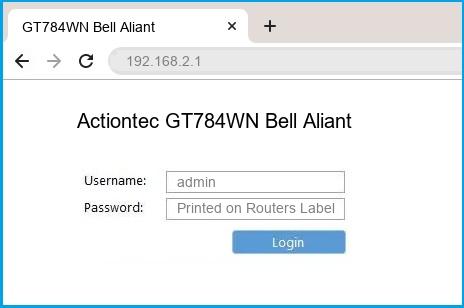 GT784WN Bell Aliant
192.168.2.1
Actiontec GT784WN Bell Aliant
Username: admin
Password: Printed on Routers Label
Login